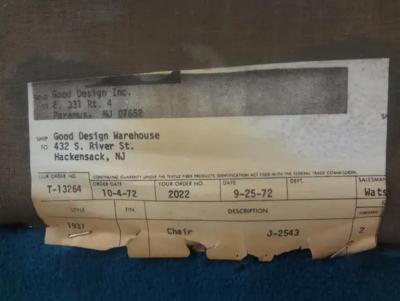 SOLD Good Design Inc.
TO E. 331 Rt. 4
Paramus, NJ 07652
SHIP Good Design Warehouse
TO 432 S. River St.
Hackensack, NJ
CONTINUING GUARANTY UNDER THE TEXTILE FIBER PRODUCTS IDENTIFICATION ACT FILED WITH THE FEDERAL TRADE COMMISSION.
OUR ORDER NO. ORDER DATE YOUR ORDER NO. DATE DEPT. SALESMAN
T-13264 10-4-72 2022 9-25-72 Wats
STYLE FIN. DESCRIPTION
1937 Chair J-2543 2